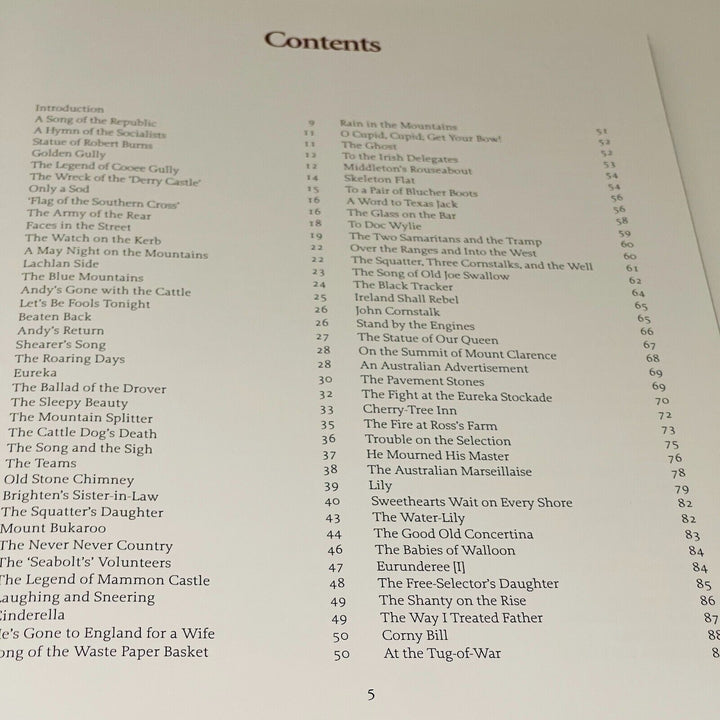 Contents
Introduction 9
A Song of the Republic 11
A Hymn of the Socialists 11
Statue of Robert Burns 12
Golden Gully 12
The Legend of Cooee Gully 14
The Wreck of the 'Derry Castle' 15
Only a Sod 16
'Flag of the Southern Cross' 16
The Army of the Rear 18
Faces in the Street 19
The Watch on the Kerb 22
A May Night on the Mountains 22
Lachlan Side 23
The Blue Mountains 24
Andy's Gone with the Cattle 25
Let's Be Fools Tonight 26
Beaten Back 26
Andy's Return 27
Shearer's Song 28
The Roaring Days 28
Eureka 30
The Ballad of the Drover 32
The Sleepy Beauty 33
The Mountain Splitter 35
The Cattle Dog's Death 36
The Song and the Sigh 37
The Teams 38
Old Stone Chimney 39
Brighten's Sister-in-Law 40
The Squatter's Daughter 43
Mount Bukaroo 44
The Never Never Country 46
The 'Seabolt's' Volunteers 47
The Legend of Mammon Castle 48
Laughing and Sneering 49
Cinderella 49
He's Gone to England for a Wife 50
ong of the Waste Paper Basket 50
Rain in the Mountains 51
O Cupid, Cupid; Get Your Bow! 52
The Ghost 52
To the Irish Delegates 53
Middleton's Rouseabout 54
Skeleton Flat 54
To a Pair of Blucher Boots 56
A Word to Texas Jack 56
The Glass on the Bar 58
To Doc Wylie 59
The Two Samaritans and the Tramp 60
Over the Ranges and Into the West 60
The Squatter, Three Cornstalks, and the Well 61
The Song of Old Joe Swallow 62
The Black Tracker 64
Ireland Shall Rebel 65
John Cornstalk 65
Stand by the Engines 66
The Statue of Our Queen 67
On the Summit of Mount Clarence 68
An Australian Advertisement 69
The Pavement Stones 69
The Fight at the Eureka Stockade 70
Cherry-Tree Inn 72
The Fire at Ross's Farm 73
Trouble on the Selection 75
He Mourned His Master 76
The Australian Marseillaise 78
Lily 79
Sweethearts Wait on Every Shore 82
The Water-Lily 82
The Good Old Concertina 83
The Babies of Walloon 84
Eurunderee [I] 84
The Free-Selector's Daughter 85
The Shanty on the Rise 86
The Way I Treated Father 87
Corny Bill 88
At the Tug-of-War 8
5